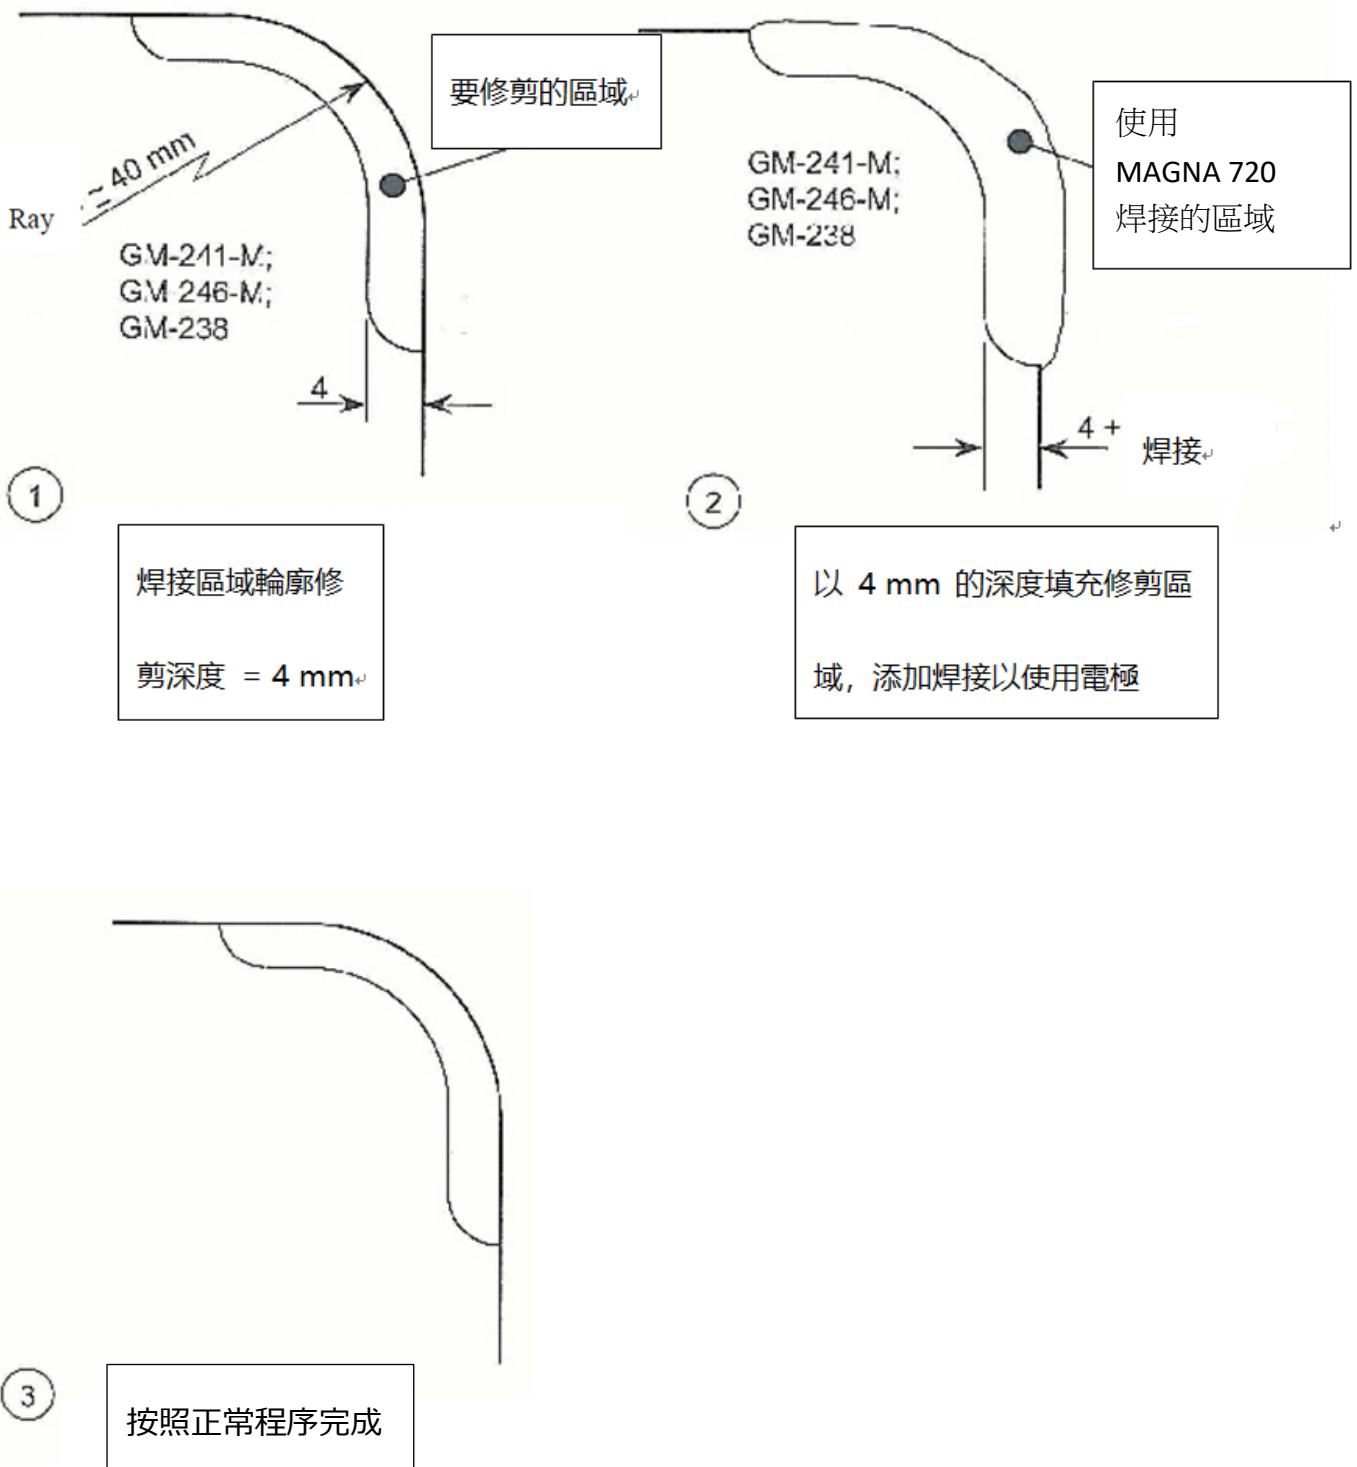 要修剪的區域
~ 40 mm
Ray
GM-241-M;
GM-246-M;
GM-238
4
1
焊接區域輪廓修
剪深度 = 4 mm
使用
MAGNA 720
焊接的區域
GM-241-M;
GM-246-M;
GM-238
4 +
焊接
2
以 4 mm 的深度填充修剪區
域，添加焊接以使用電極
3
按照正常程序完成